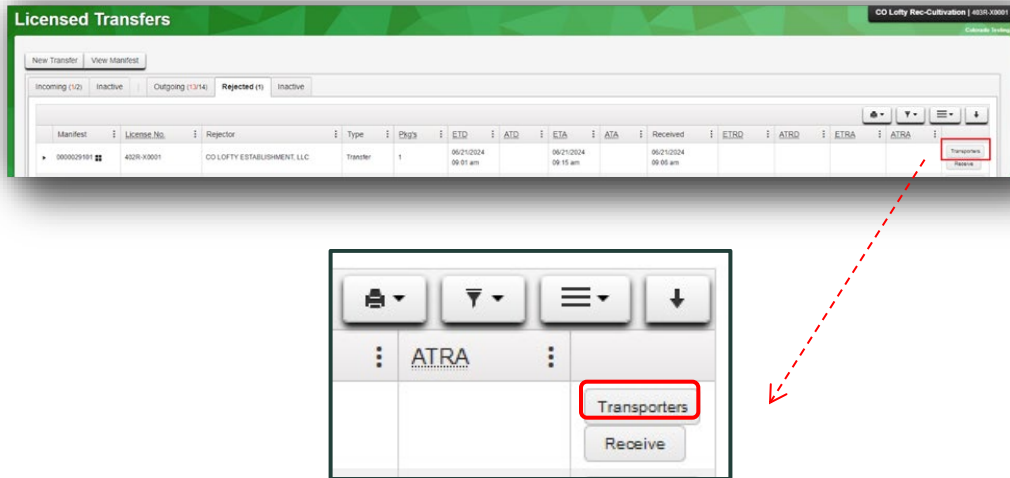 Licensed Transfers
CO Lofty Rec-Cultivation | 403R-X0001
Colorado Testing
New Transfer View Manifest
Incoming (1/2) Inactive | Outgoing (13/14) Rejected (1) Inactive
Manifest License No. Rejector Type Pkg's ETD ATD ETA ATA Received ETRD ATRD ETRA ATRA
0000029101 402R-X0001 CO LOFTY ESTABLISHMENT, LLC Transfer 1 06/21/2024 06/21/2024 06/21/2024 Transporters
09:01 am 09:15 am 09:06 am Receive
ATRA
Transporters
Receive